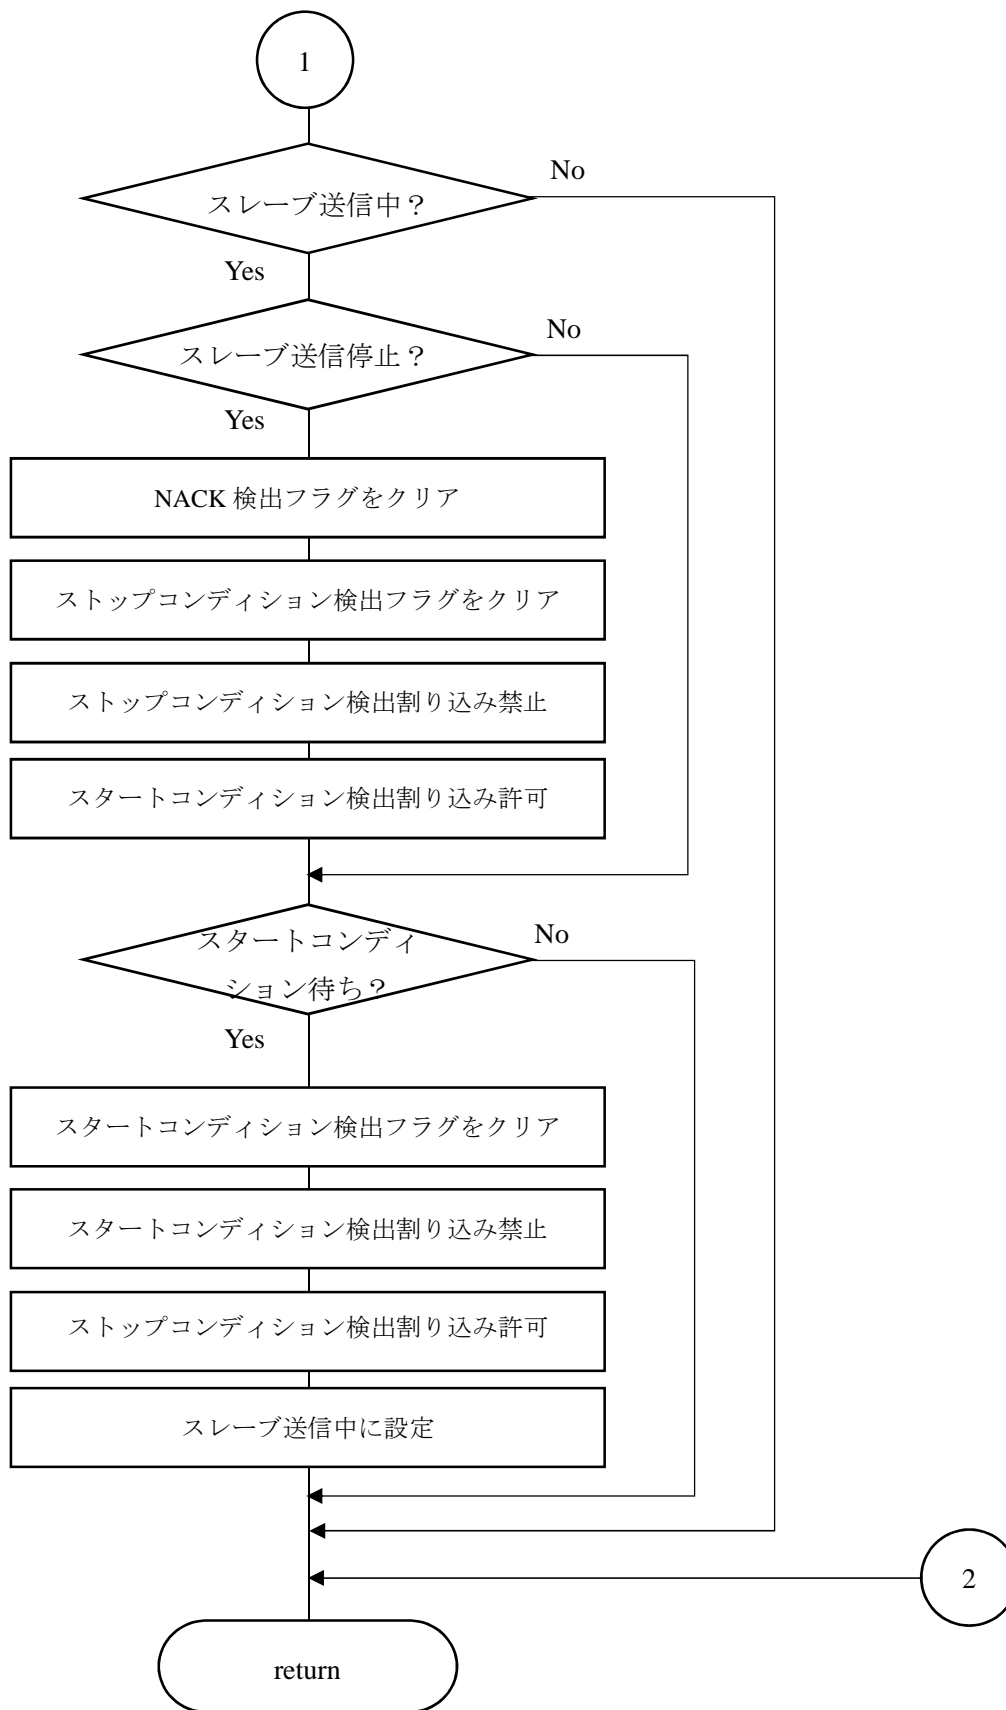 1
No
スレーブ送信中？
Yes
No
スレーブ送信停止？
Yes
NACK 検出フラグをクリア
ストップコンディション検出フラグをクリア
ストップコンディション検出割り込み禁止
スタートコンディション検出割り込み許可
No
スタートコンディ
ション待ち？
Yes
スタートコンディション検出フラグをクリア
スタートコンディション検出割り込み禁止
ストップコンディション検出割り込み許可
スレーブ送信中に設定
2
return